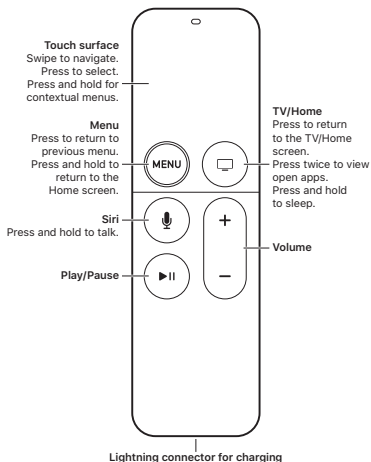 Touch surface
Swipe to navigate.
Press to select.
Press and hold for
contextual menus.
Menu
Press to return to
previous menu.
Press and hold to
return to the
Home screen.
MENU
TV/Home
Press to return
to the TV/Home
screen.
Press twice to view
open apps.
Press and hold
to sleep.
Siri
Press and hold to talk.
+
Volume
−
Play/Pause
Lightning connector for charging